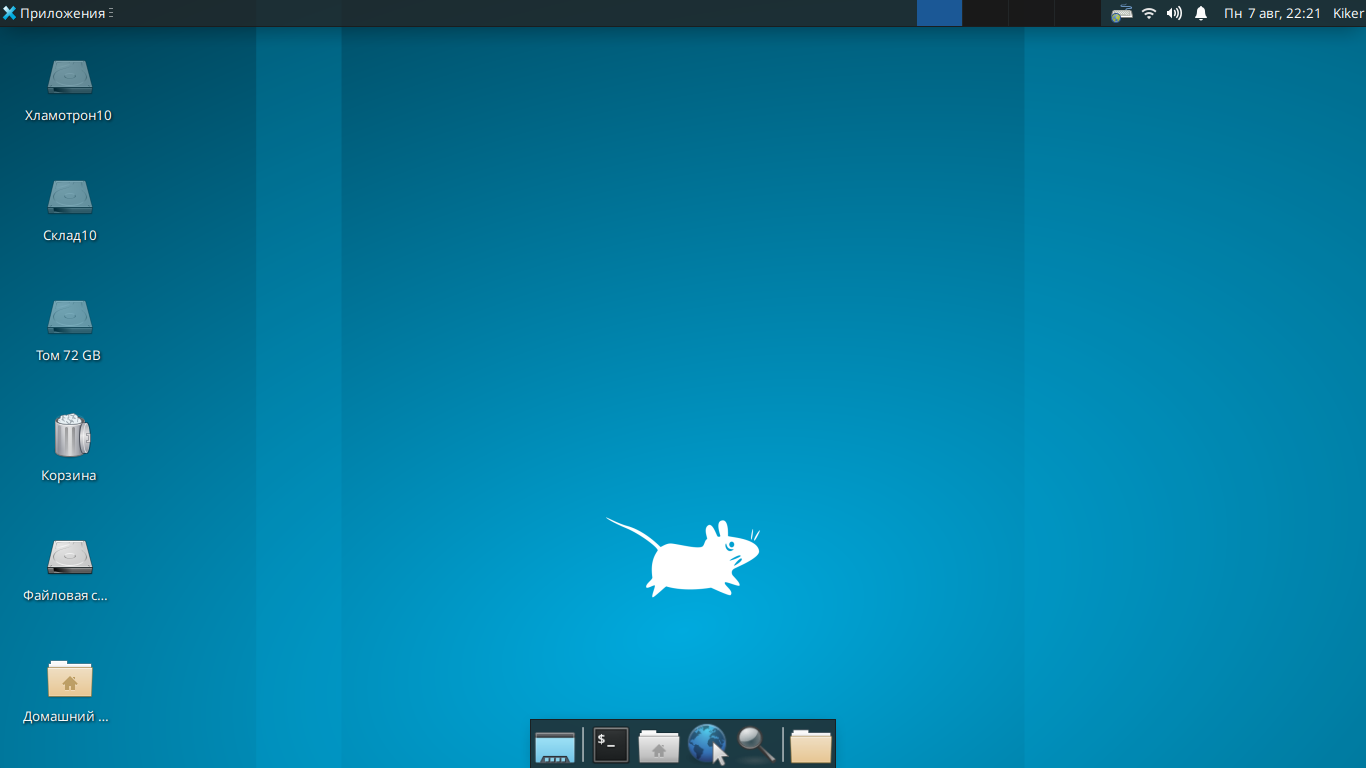 Приложения
Пн 7 авг, 22:21
Kiker
Хламотрон10
Склад10
Том 72 GB
Корзина
Файловая с...
Домашний ...
$_